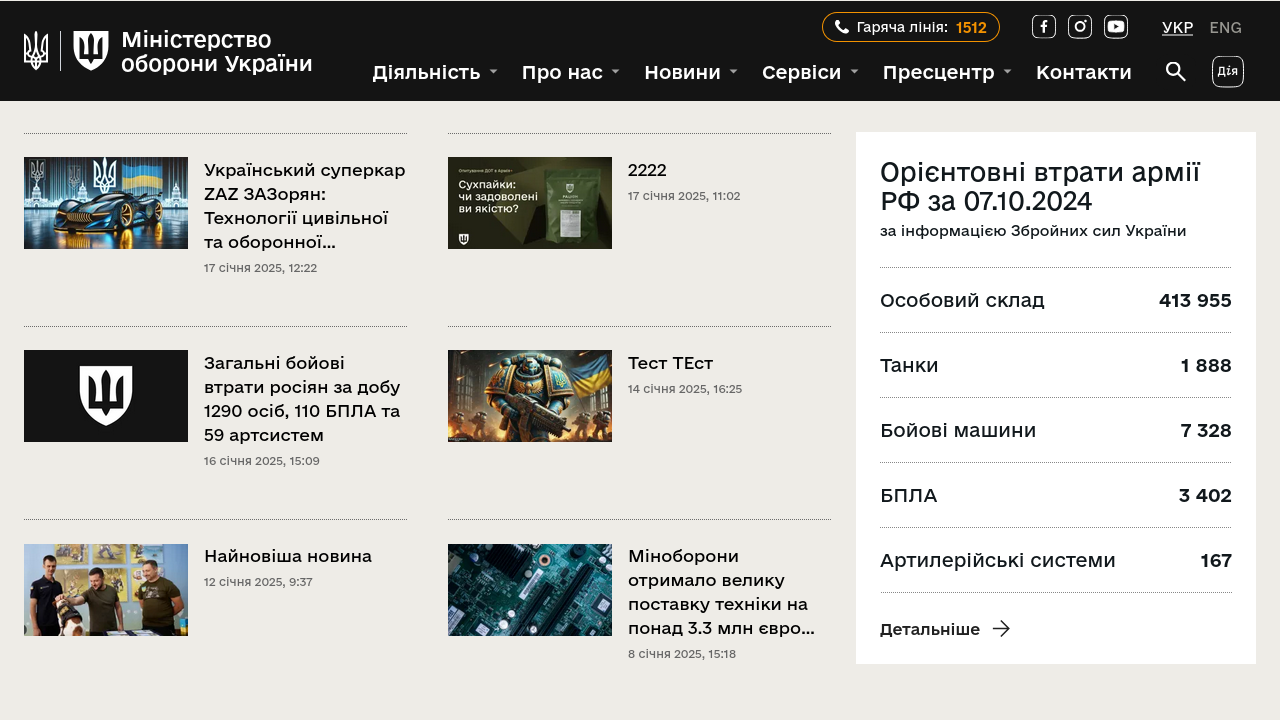 Міністерство
оборони України
Гаряча лінія: 1512
УКР ENG
Діяльність
Про нас
Новини
Сервіси
Пресцентр
Контакти
Дія
Український суперкар
ZAZ ЗАЗорян:
Технології цивільної
та оборонної...
17 січня 2025, 12:22
Опитування ДОТ в Армія+
Сухпайки:
чи задоволені
ви якістю?
2222
17 січня 2025, 11:02
Загальні бойові
втрати росіян за добу
1290 осіб, 110 БПЛА та
59 артсистем
16 січня 2025, 15:09
Тест ТЕст
14 січня 2025, 16:25
Найновіша новина
12 січня 2025, 9:37
Міноборони
отримало велику
поставку техніки на
понад 3.3 млн євро...
8 січня 2025, 15:18
Орієнтовні втрати армії
РФ за 07.10.2024
за інформацією Збройних сил України
Особовий склад 413 955
Танки 1 888
Бойові машини 7 328
БПЛА 3 402
Артилерійські системи 167
Детальніше